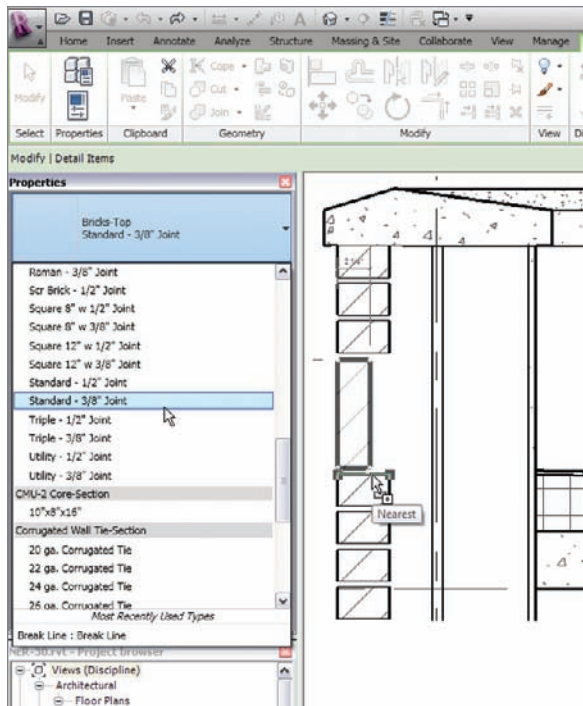 Home Insert Annotate Analyze Structure Massing & Site Collaborate View Manage
Modify
Paste
Cope
Cut
Join
Select Properties Clipboard Geometry Modify View
Modify | Detail Items
Properties
Bricks-Top
Standard - 3/8" Joint
Roman - 3/8" Joint
Scr Brick - 1/2" Joint
Square 8" w 1/2" Joint
Square 8" w 3/8" Joint
Square 12" w 1/2" Joint
Square 12" w 3/8" Joint
Standard - 1/2" Joint
Standard - 3/8" Joint
Triple - 1/2" Joint
Triple - 3/8" Joint
Utility - 1/2" Joint
Utility - 3/8" Joint
CMU-2 Core-Section
10"x8"x16"
Corrugated Wall Tie-Section
20 ga. Corrugated Tie
22 ga. Corrugated Tie
24 ga. Corrugated Tie
26 ga. Corrugated Tie
Most Recently Used Types
Break Line : Break Line
Project browser
Views (Discipline)
Architectural
Floor Plans
Nearest